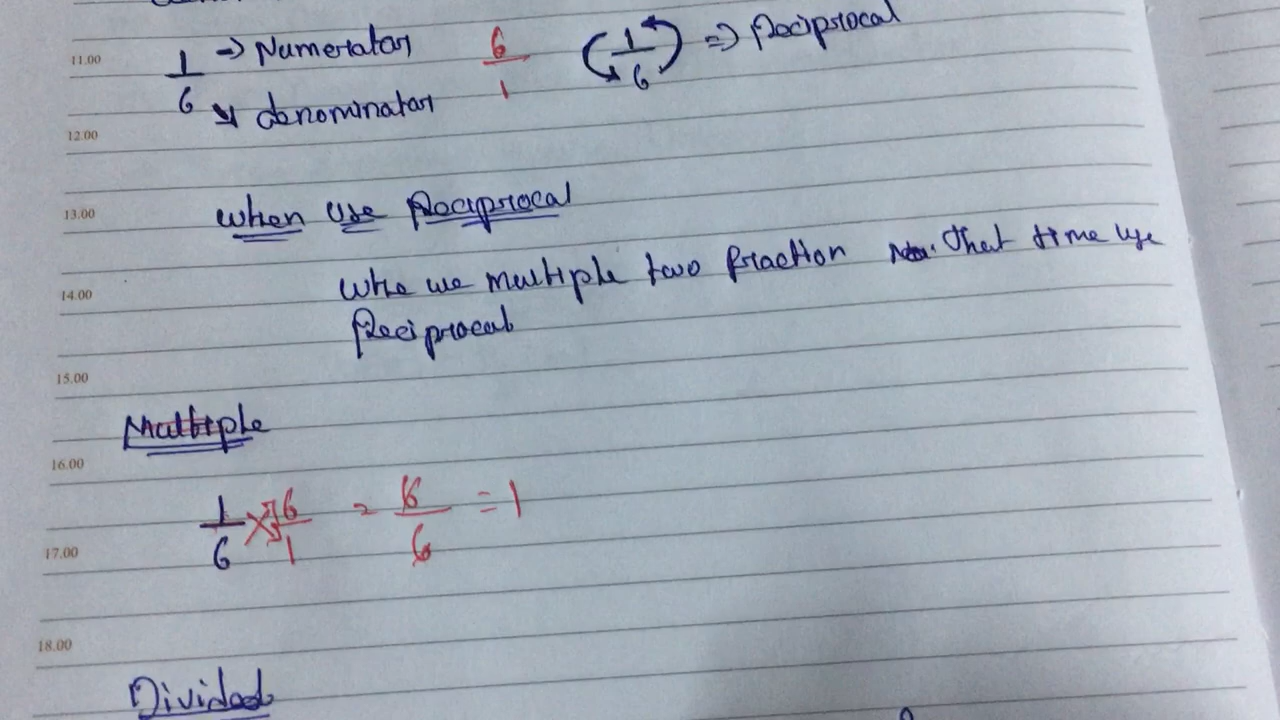 11.00 1/6 → Numerator 6/1 (1/6) ⇒ Reciprocal
↘ denominator
12.00
13.00 When Use Reciprocal
Whe we multiple two fraction That time Use
14.00
Reciprocal
15.00
Multiple
16.00
1/6 × 6/1 = 6/6 = 1
17.00
18.00
Divided